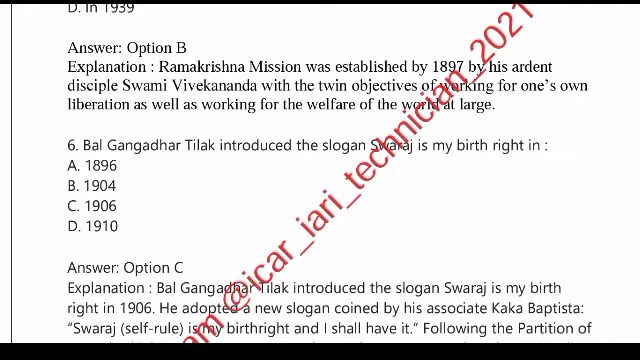 D. In 1939
Answer: Option B
Explanation : Ramakrishna Mission was established by 1897 by his ardent
disciple Swami Vivekananda with the twin objectives of working for one's own
liberation as well as working for the welfare of the world at large.
6. Bal Gangadhar Tilak introduced the slogan Swaraj is my birth right in :
A. 1896
B. 1904
C. 1906
D. 1910
Answer: Option C
Explanation : Bal Gangadhar Tilak introduced the slogan Swaraj is my birth
right in 1906. He adopted a new slogan coined by his associate Kaka Baptista:
“Swaraj (self-rule) is my birthright and I shall have it.” Following the Partition of
am @icar_iari_technician_2021